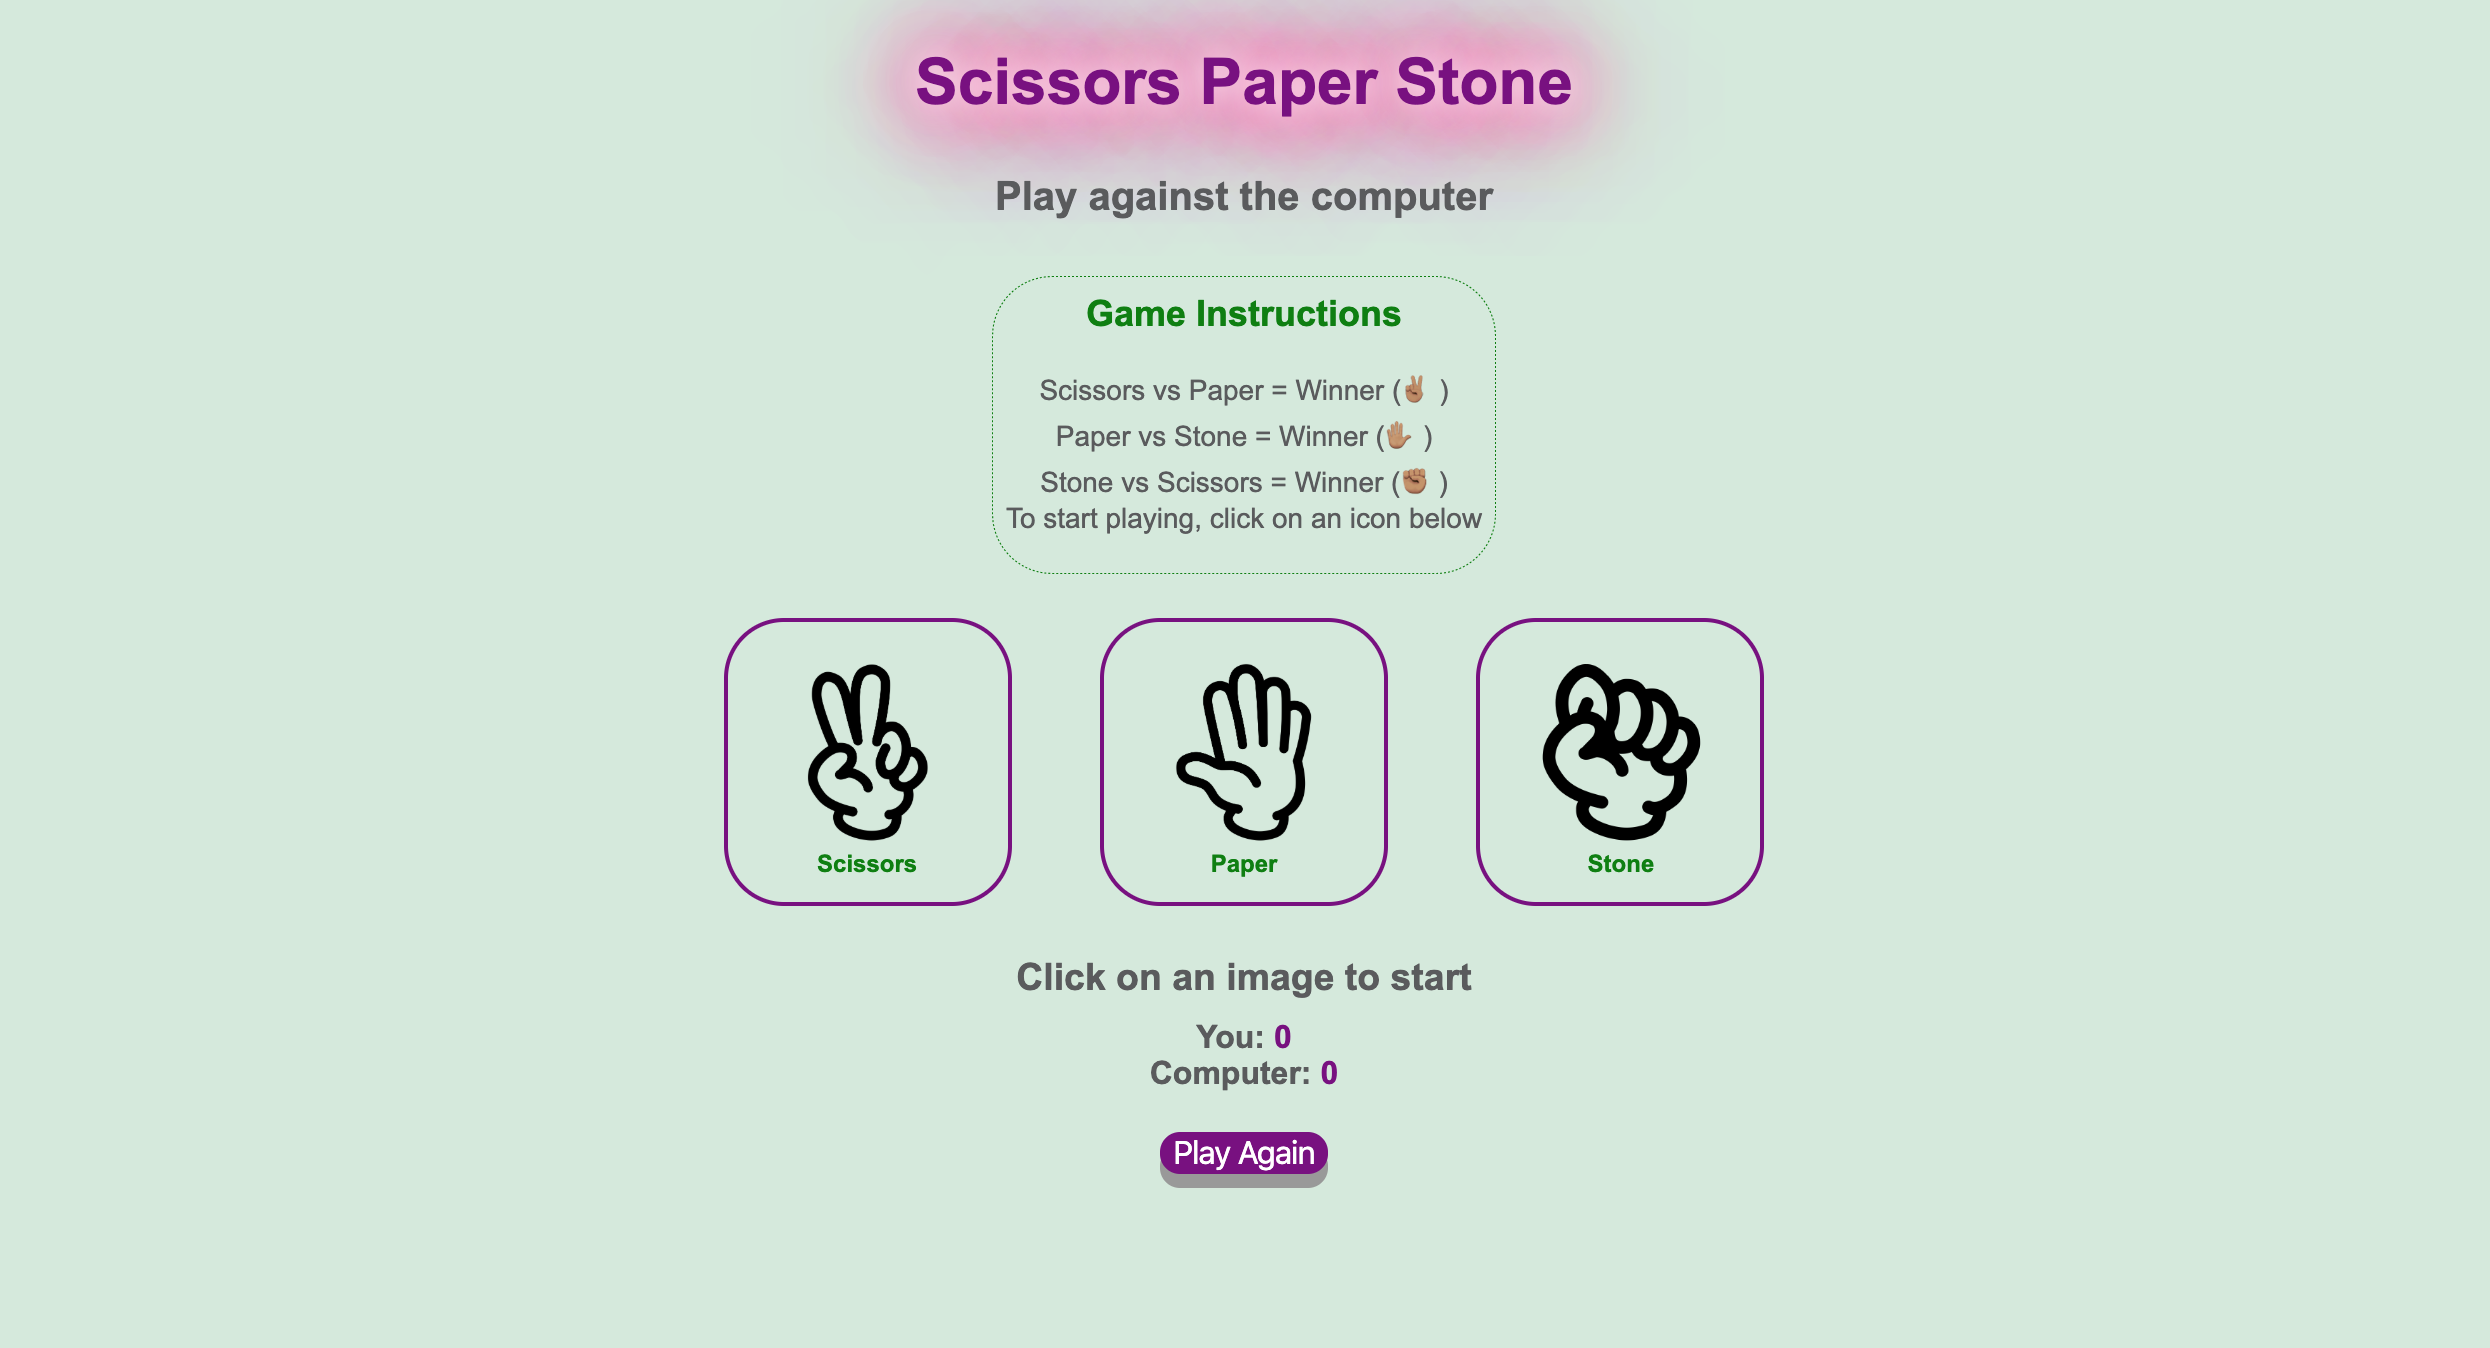 Scissors Paper Stone
Play against the computer
Game Instructions
Scissors vs Paper = Winner (✌🏽 )
Paper vs Stone = Winner (✋🏽 )
Stone vs Scissors = Winner (✊🏽 )
To start playing, click on an icon below
Scissors
Paper
Stone
Click on an image to start
You: 0
Computer: 0
Play Again